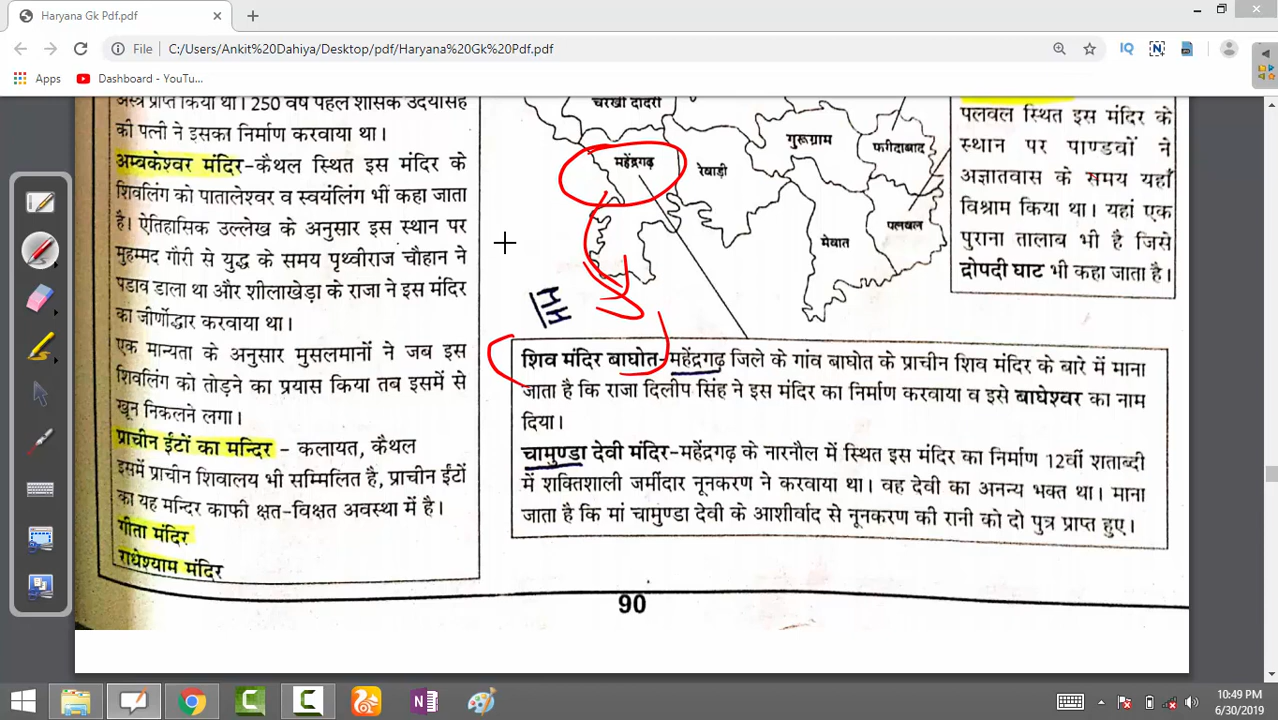 Haryana Gk Pdf.pdf
File
C:/Users/Ankit%20Dahiya/Desktop/pdf/Haryana%20Gk%20Pdf.pdf
IQ
N
Apps
Dashboard - YouTu...
अस्त्र प्राप्त किया था। 250 वर्ष पहले शासक उदयसिंह
की पत्नी ने इसका निर्माण करवाया था।
अम्बकेश्वर मंदिर-कैथल स्थित इस मंदिर के
शिवलिंग को पातालेश्वर व स्वयंलिंग भी कहा जाता
है। ऐतिहासिक उल्लेख के अनुसार इस स्थान पर
मुहम्मद गौरी से युद्ध के समय पृथ्वीराज चौहान ने
पडाव डाला था और शीलाखेड़ा के राजा ने इस मंदिर
का जीर्णोद्धार करवाया था।
एक मान्यता के अनुसार मुसलमानों ने जब इस
शिवलिंग को तोड़ने का प्रयास किया तब इसमें से
खून निकलने लगा।
प्राचीन ईंटों का मन्दिर - कलायत, कैथल
इसमें प्राचीन शिवालय भी सम्मिलित है, प्राचीन ईंटों
का यह मन्दिर काफी क्षत-विक्षत अवस्था में है।
गीता मंदिर
राधेश्याम मंदिर
चरखी दादरी
महेंद्रगढ़
रेवाड़ी
गुरूग्राम
फरीदाबाद
मेवात
पलवल
पलवल स्थित इस मंदिर के
स्थान पर पाण्डवों ने
अज्ञातवास के समय यहाँ
विश्राम किया था। यहां एक
पुराना तालाब भी है जिसे
द्रोपदी घाट भी कहा जाता है।
MH
शिव मंदिर बाघोत-महेंद्रगढ़ जिले के गांव बाघोत के प्राचीन शिव मंदिर के बारे में माना
जाता है कि राजा दिलीप सिंह ने इस मंदिर का निर्माण करवाया व इसे बाघेश्वर का नाम
दिया।
चामुण्डा देवी मंदिर-महेंद्रगढ़ के नारनौल में स्थित इस मंदिर का निर्माण 12वीं शताब्दी
में शक्तिशाली जमींदार नूनकरण ने करवाया था। वह देवी का अनन्य भक्त था। माना
जाता है कि मां चामुण्डा देवी के आशीर्वाद से नूनकरण की रानी को दो पुत्र प्राप्त हुए।
90
10:49 PM
6/30/2019